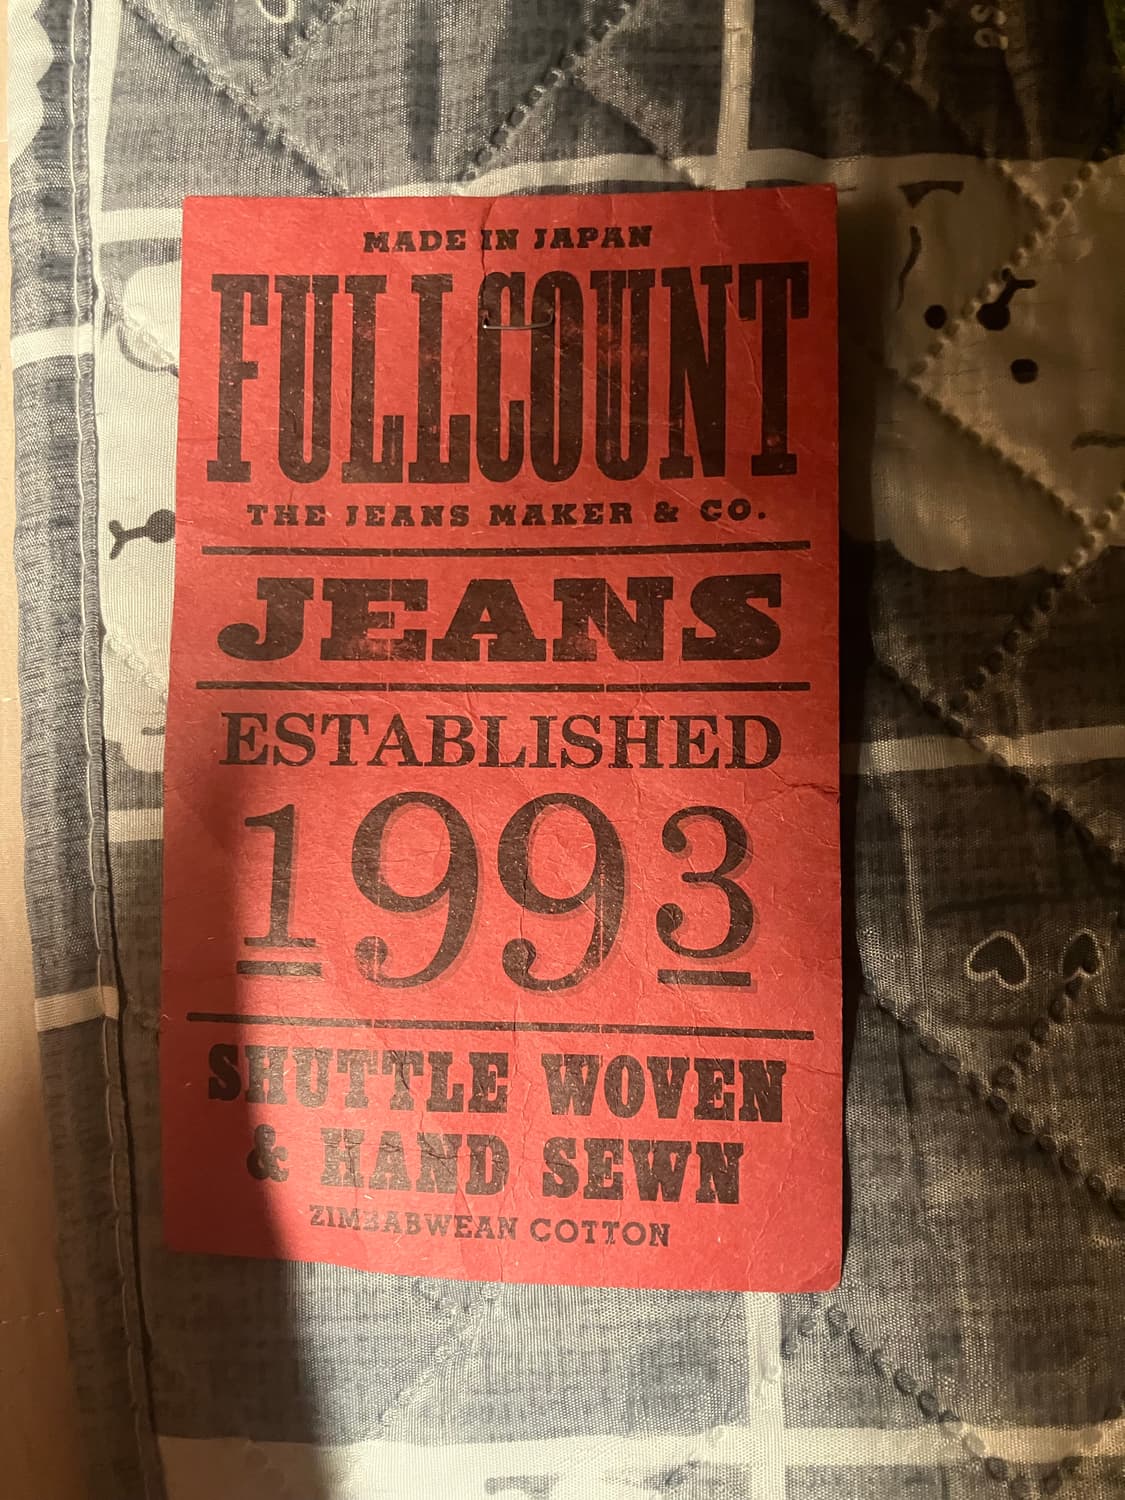 MADE IN JAPAN
FULLCOUNT
THE JEANS MAKER & CO.
JEANS
ESTABLISHED
1993
SHUTTLE WOVEN
& HAND SEWN
ZIMBABWEAN COTTON